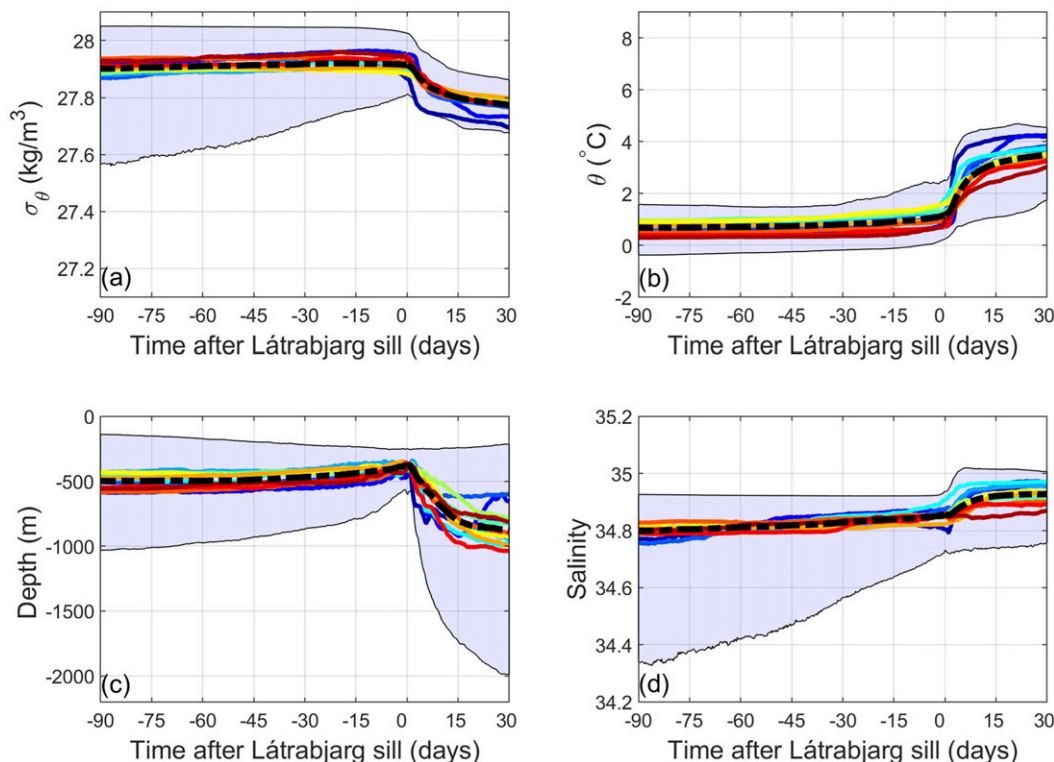 28
27.8
27.6
27.4
27.2
σθ (kg/m³)
(a)
-90 -75 -60 -45 -30 -15 0 15 30
Time after Látrabjarg sill (days)
8
6
4
2
0
-2
θ (°C)
(b)
-90 -75 -60 -45 -30 -15 0 15 30
Time after Látrabjarg sill (days)
0
-500
-1000
-1500
-2000
Depth (m)
(c)
-90 -75 -60 -45 -30 -15 0 15 30
Time after Látrabjarg sill (days)
35.2
35
34.8
34.6
34.4
34.2
Salinity
(d)
-90 -75 -60 -45 -30 -15 0 15 30
Time after Látrabjarg sill (days)